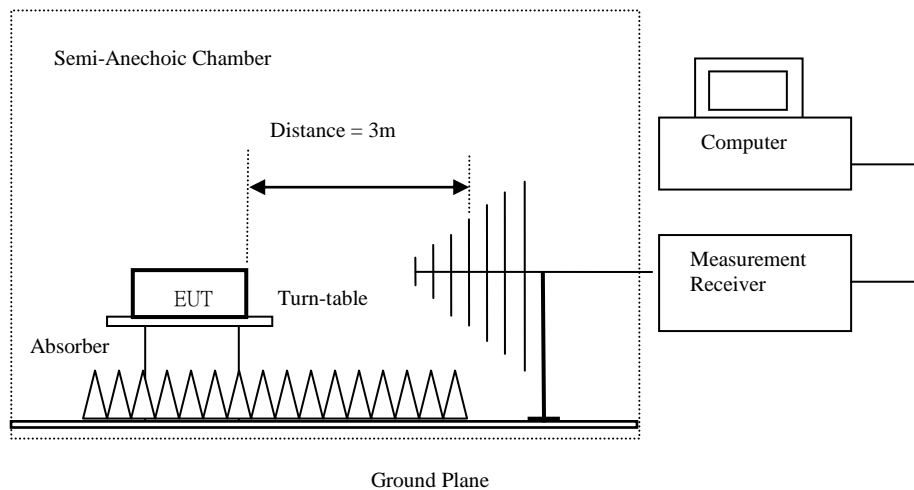 Semi-Anechoic Chamber
Distance = 3m
Computer
Measurement
Receiver
EUT
Turn-table
Absorber
Ground Plane